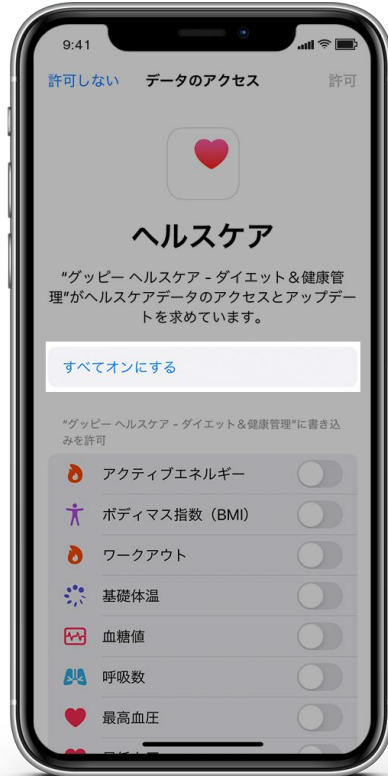 9:41
許可しない データのアクセス 許可
ヘルスケア
“グッピー ヘルスケア - ダイエット＆健康管
理”がヘルスケアデータのアクセスとアップデー
トを求めています。
すべてオンにする
“グッピー ヘルスケア - ダイエット＆健康管理”に書き込
みを許可
アクティブエネルギー
ボディマス指数（BMI）
ワークアウト
基礎体温
血糖値
呼吸数
最高血圧